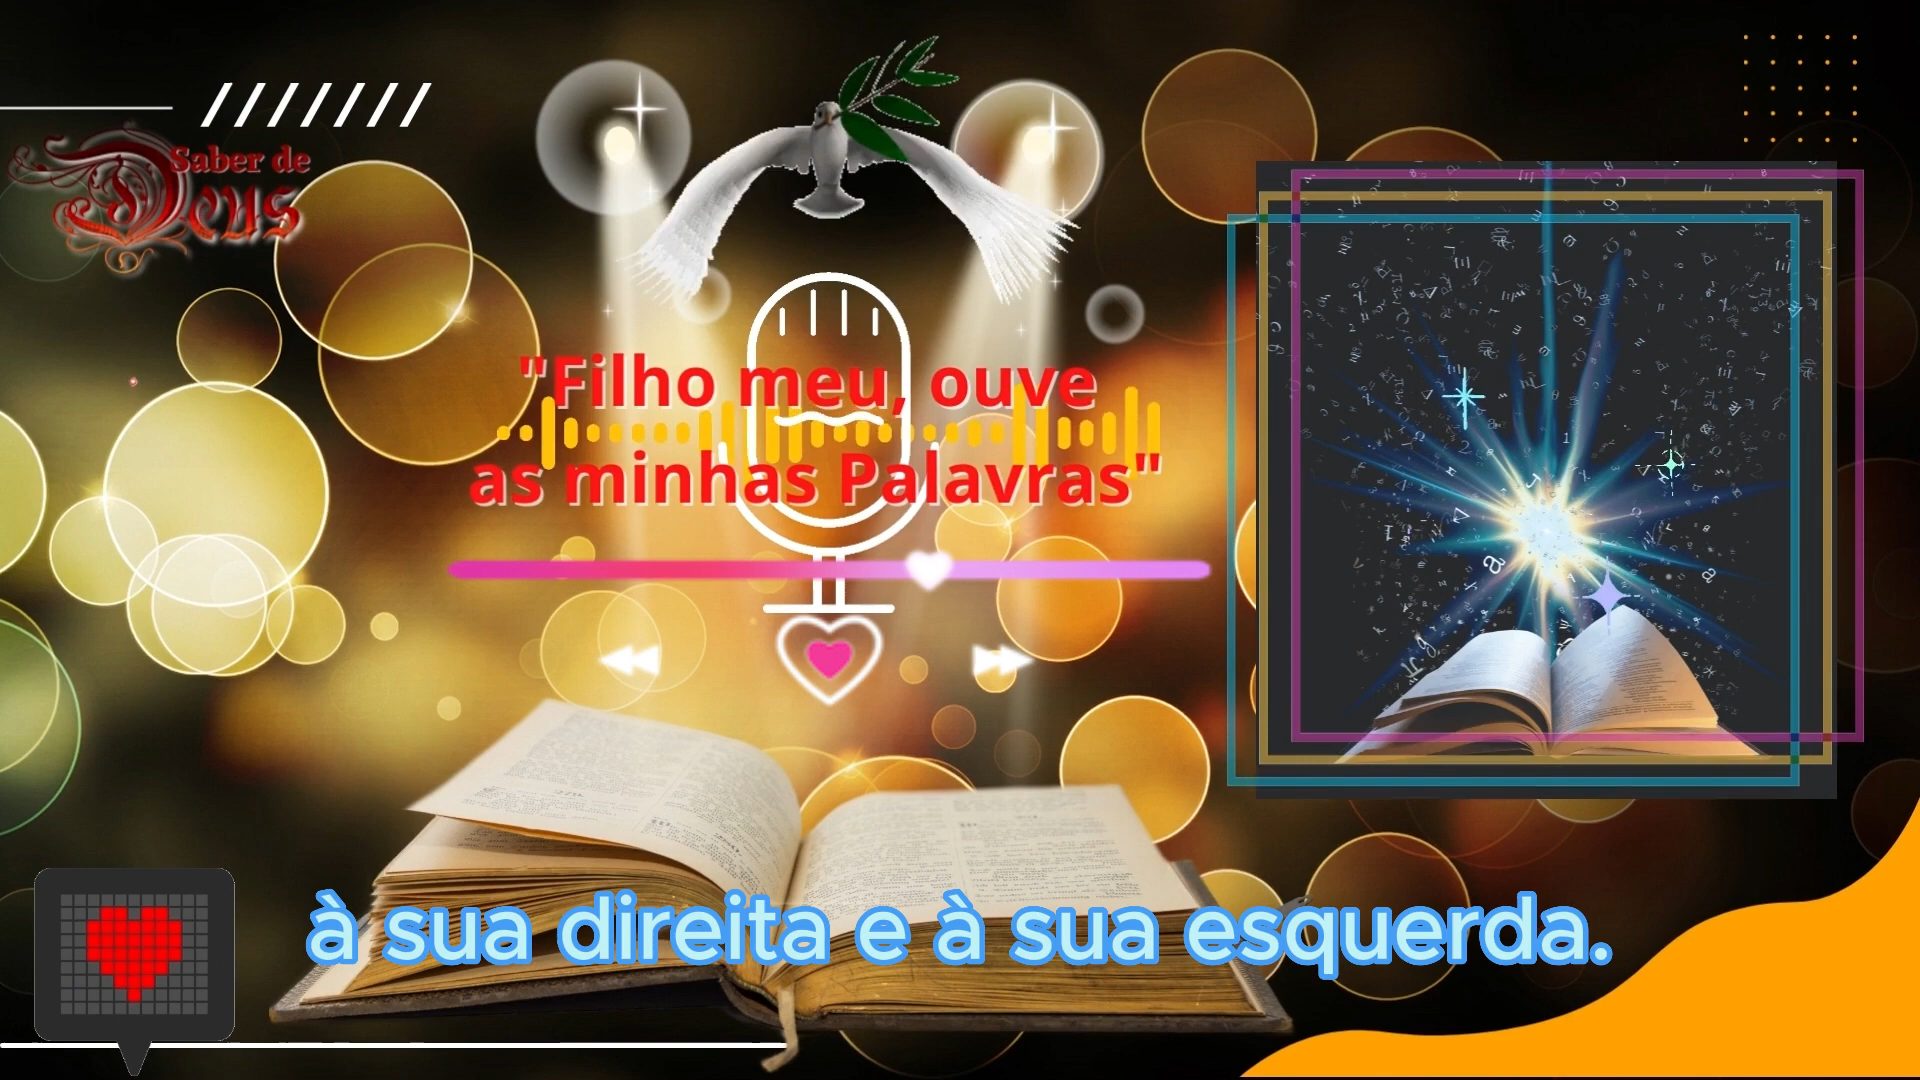 Saber de
Deus
"Filho meu, ouve
as minhas Palavras"
à sua direita e à sua esquerda.